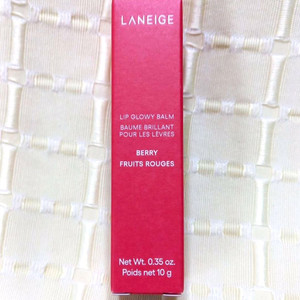 LANEIGE
LIP GLOWY BALM
BAUME BRILLANT
POUR LES LÈVRES
BERRY
FRUITS ROUGES
Net Wt. 0.35 oz.
Poids net 10 g